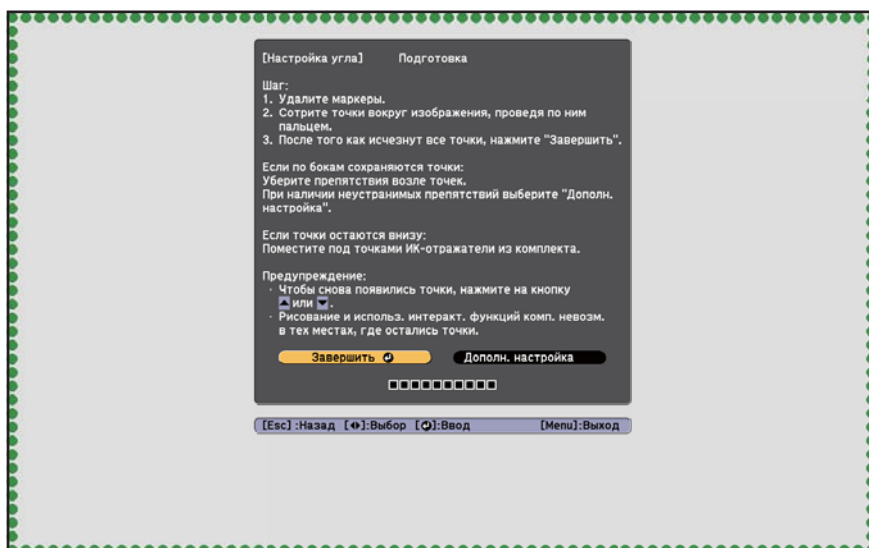 [Настройка угла] Подготовка
Шаг:
1. Удалите маркеры.
2. Сотрите точки вокруг изображения, проведя по ним
пальцем.
3. После того как исчезнут все точки, нажмите "Завершить".
Если по бокам сохраняются точки:
Уберите препятствия возле точек.
При наличии неустранимых препятствий выберите "Дополн.
настройка".
Если точки остаются внизу:
Поместите под точками ИК-отражатели из комплекта.
Предупреждение:
· Чтобы снова появились точки, нажмите на кнопку
▲ или ▼.
· Рисование и использ. интеракт. функций комп. невозм.
в тех местах, где остались точки.
Завершить Дополн. настройка
[Esc] :Назад [◆]:Выбор [⏎]:Ввод [Menu]:Выход